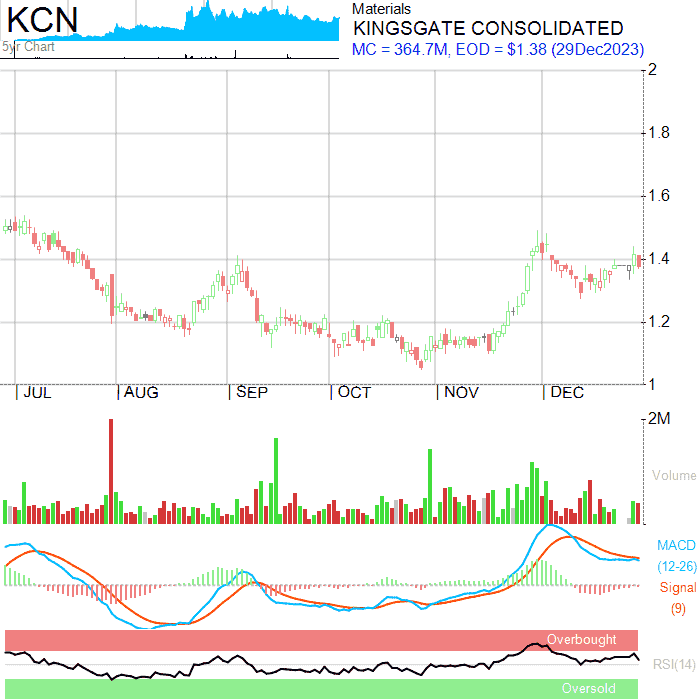 KCN
5yr Chart
Materials
KINGSGATE CONSOLIDATED
MC = 364.7M, EOD = $1.38 (29Dec2023)
2
1.8
1.6
1.4
1.2
1
JUL AUG SEP OCT NOV DEC
2M
Volume
MACD
(12-26)
Signal
(9)
Overbought
RSI(14)
Oversold